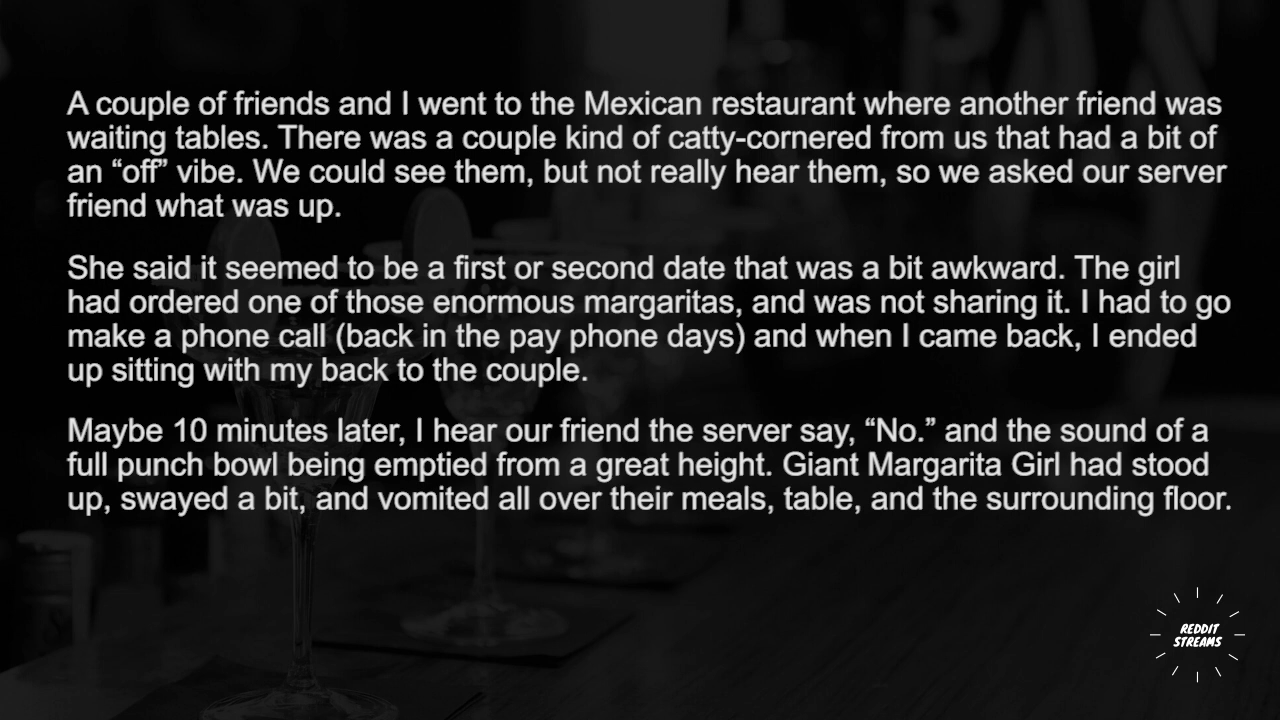 A couple of friends and I went to the Mexican restaurant where another friend was
waiting tables. There was a couple kind of catty-cornered from us that had a bit of
an “off” vibe. We could see them, but not really hear them, so we asked our server
friend what was up.
She said it seemed to be a first or second date that was a bit awkward. The girl
had ordered one of those enormous margaritas, and was not sharing it. I had to go
make a phone call (back in the pay phone days) and when I came back, I ended
up sitting with my back to the couple.
Maybe 10 minutes later, I hear our friend the server say, “No.” and the sound of a
full punch bowl being emptied from a great height. Giant Margarita Girl had stood
up, swayed a bit, and vomited all over their meals, table, and the surrounding floor.
REDDIT
STREAMS